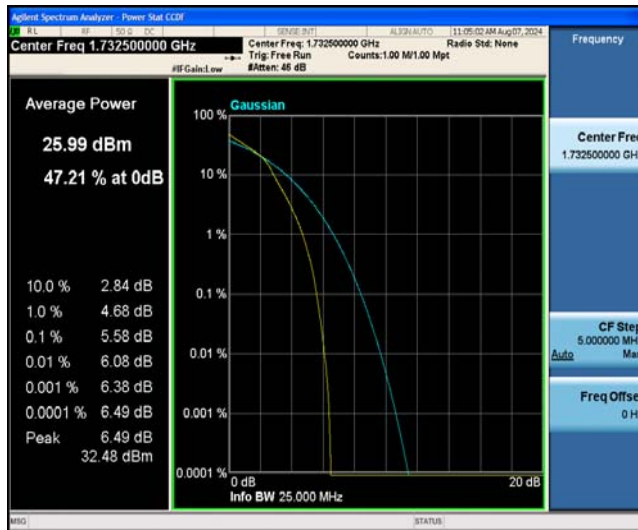 Agilent Spectrum Analyzer - Power Stat CCDF
RL RF 50 Ω DC SENSE:INT ALIGN AUTO 11:05:02 AM Aug 07, 2024
Center Freq 1.732500000 GHz
Center Freq: 1.732500000 GHz Radio Std: None
Trig: Free Run Counts:1.00 M/1.00 Mpt
#IFGain:Low #Atten: 46 dB
Frequency
Average Power
25.99 dBm
47.21 % at 0dB
10.0 % 2.84 dB
1.0 % 4.68 dB
0.1 % 5.58 dB
0.01 % 6.08 dB
0.001 % 6.38 dB
0.0001 % 6.49 dB
Peak 6.49 dB
32.48 dBm
Gaussian
100 %
10 %
1 %
0.1 %
0.01 %
0.001 %
0.0001 %
0 dB 20 dB
Info BW 25.000 MHz
Center Fre
1.732500000 GH
CF Step
5.000000 MH
Auto Ma
Freq Offse
0 H
MSG STATUS